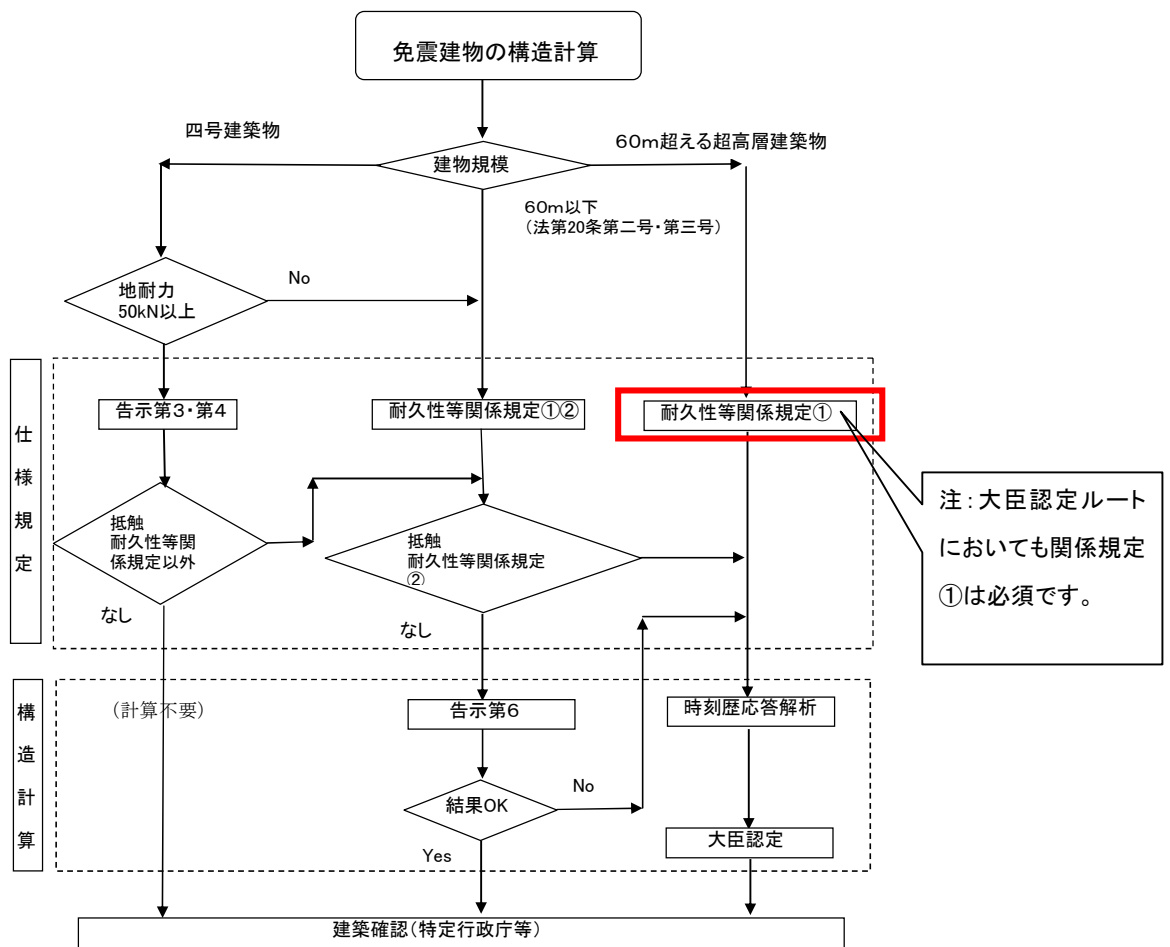 免震建物の構造計算
四号建築物
60m超える超高層建築物
建物規模
60m以下
(法第20条第二号・第三号)
地耐力
50kN以上
No
仕様規定
告示第3・第4
耐久性等関係規定①②
耐久性等関係規定①
注:大臣認定ルート
においても関係規定
①は必須です。
抵触
耐久性等関
係規定以外
抵触
耐久性等関係規定
②
なし
なし
構造計算
(計算不要)
告示第6
時刻歴応答解析
結果OK
No
大臣認定
Yes
建築確認(特定行政庁等)